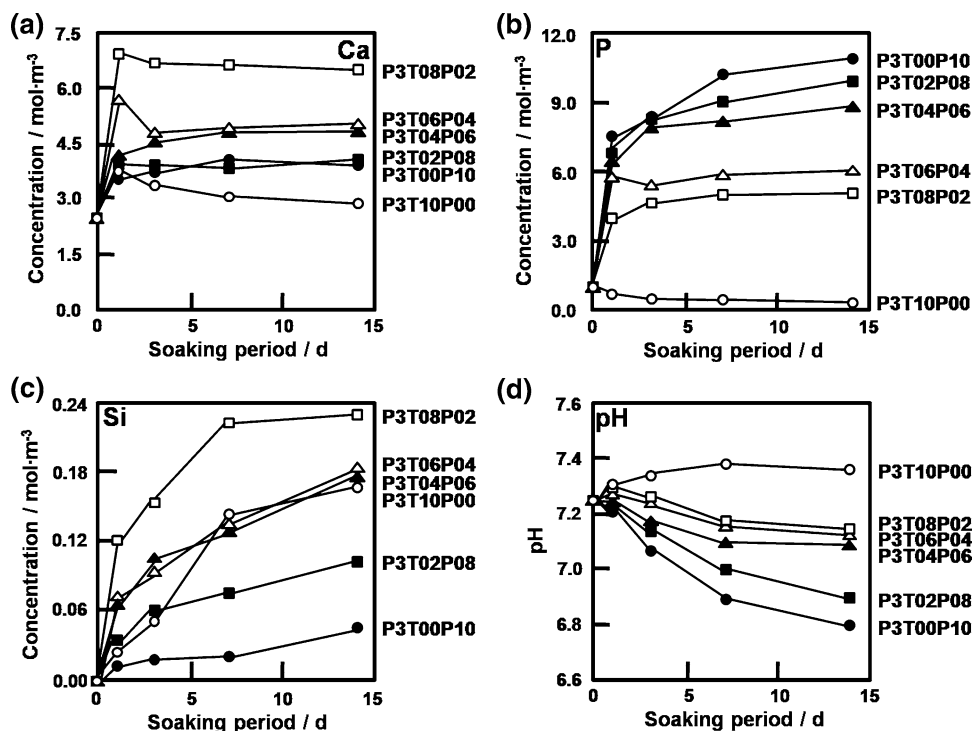 (a)
Ca
Concentration / mol·m⁻³
7.5
6.0
4.5
3.0
1.5
0.0
0
5
10
15
Soaking period / d
P3T08P02
P3T06P04
P3T04P06
P3T02P08
P3T00P10
P3T10P00
(b)
P
Concentration / mol·m⁻³
12.0
9.0
6.0
3.0
0.0
0
5
10
15
Soaking period / d
P3T00P10
P3T02P08
P3T04P06
P3T06P04
P3T08P02
P3T10P00
(c)
Si
Concentration / mol·m⁻³
0.24
0.18
0.12
0.06
0.00
0
5
10
15
Soaking period / d
P3T08P02
P3T06P04
P3T04P06
P3T10P00
P3T02P08
P3T00P10
(d)
pH
pH
7.6
7.4
7.2
7.0
6.8
6.6
0
5
10
15
Soaking period / d
P3T10P00
P3T08P02
P3T06P04
P3T04P06
P3T02P08
P3T00P10